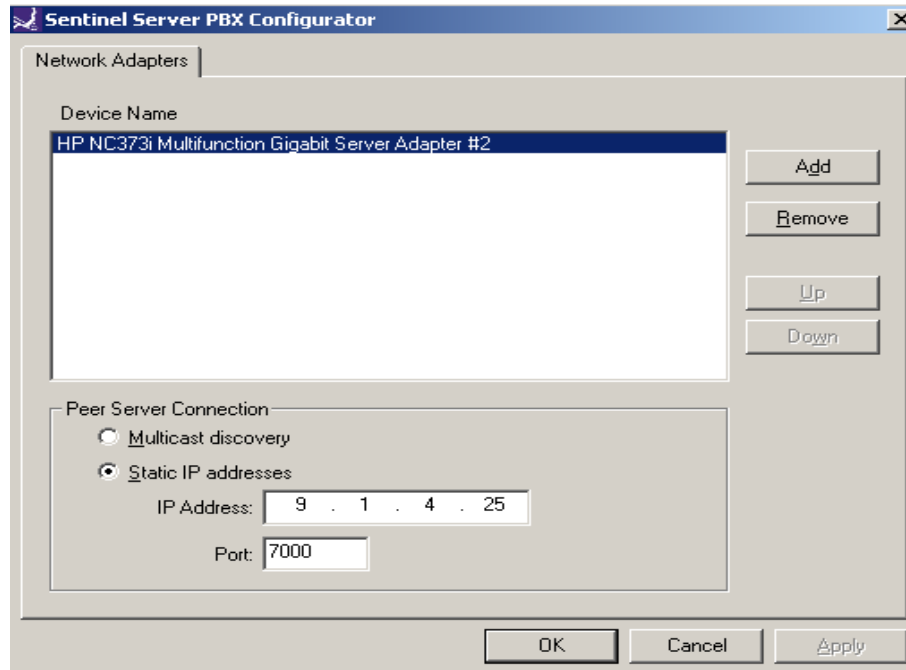 Sentinel Server PBX Configurator
Network Adapters
Device Name
HP NC373i Multifunction Gigabit Server Adapter #2
Add
Remove
Up
Down
Peer Server Connection
Multicast discovery
Static IP addresses
IP Address: 9 . 1 . 4 . 25
Port: 7000
OK Cancel Apply